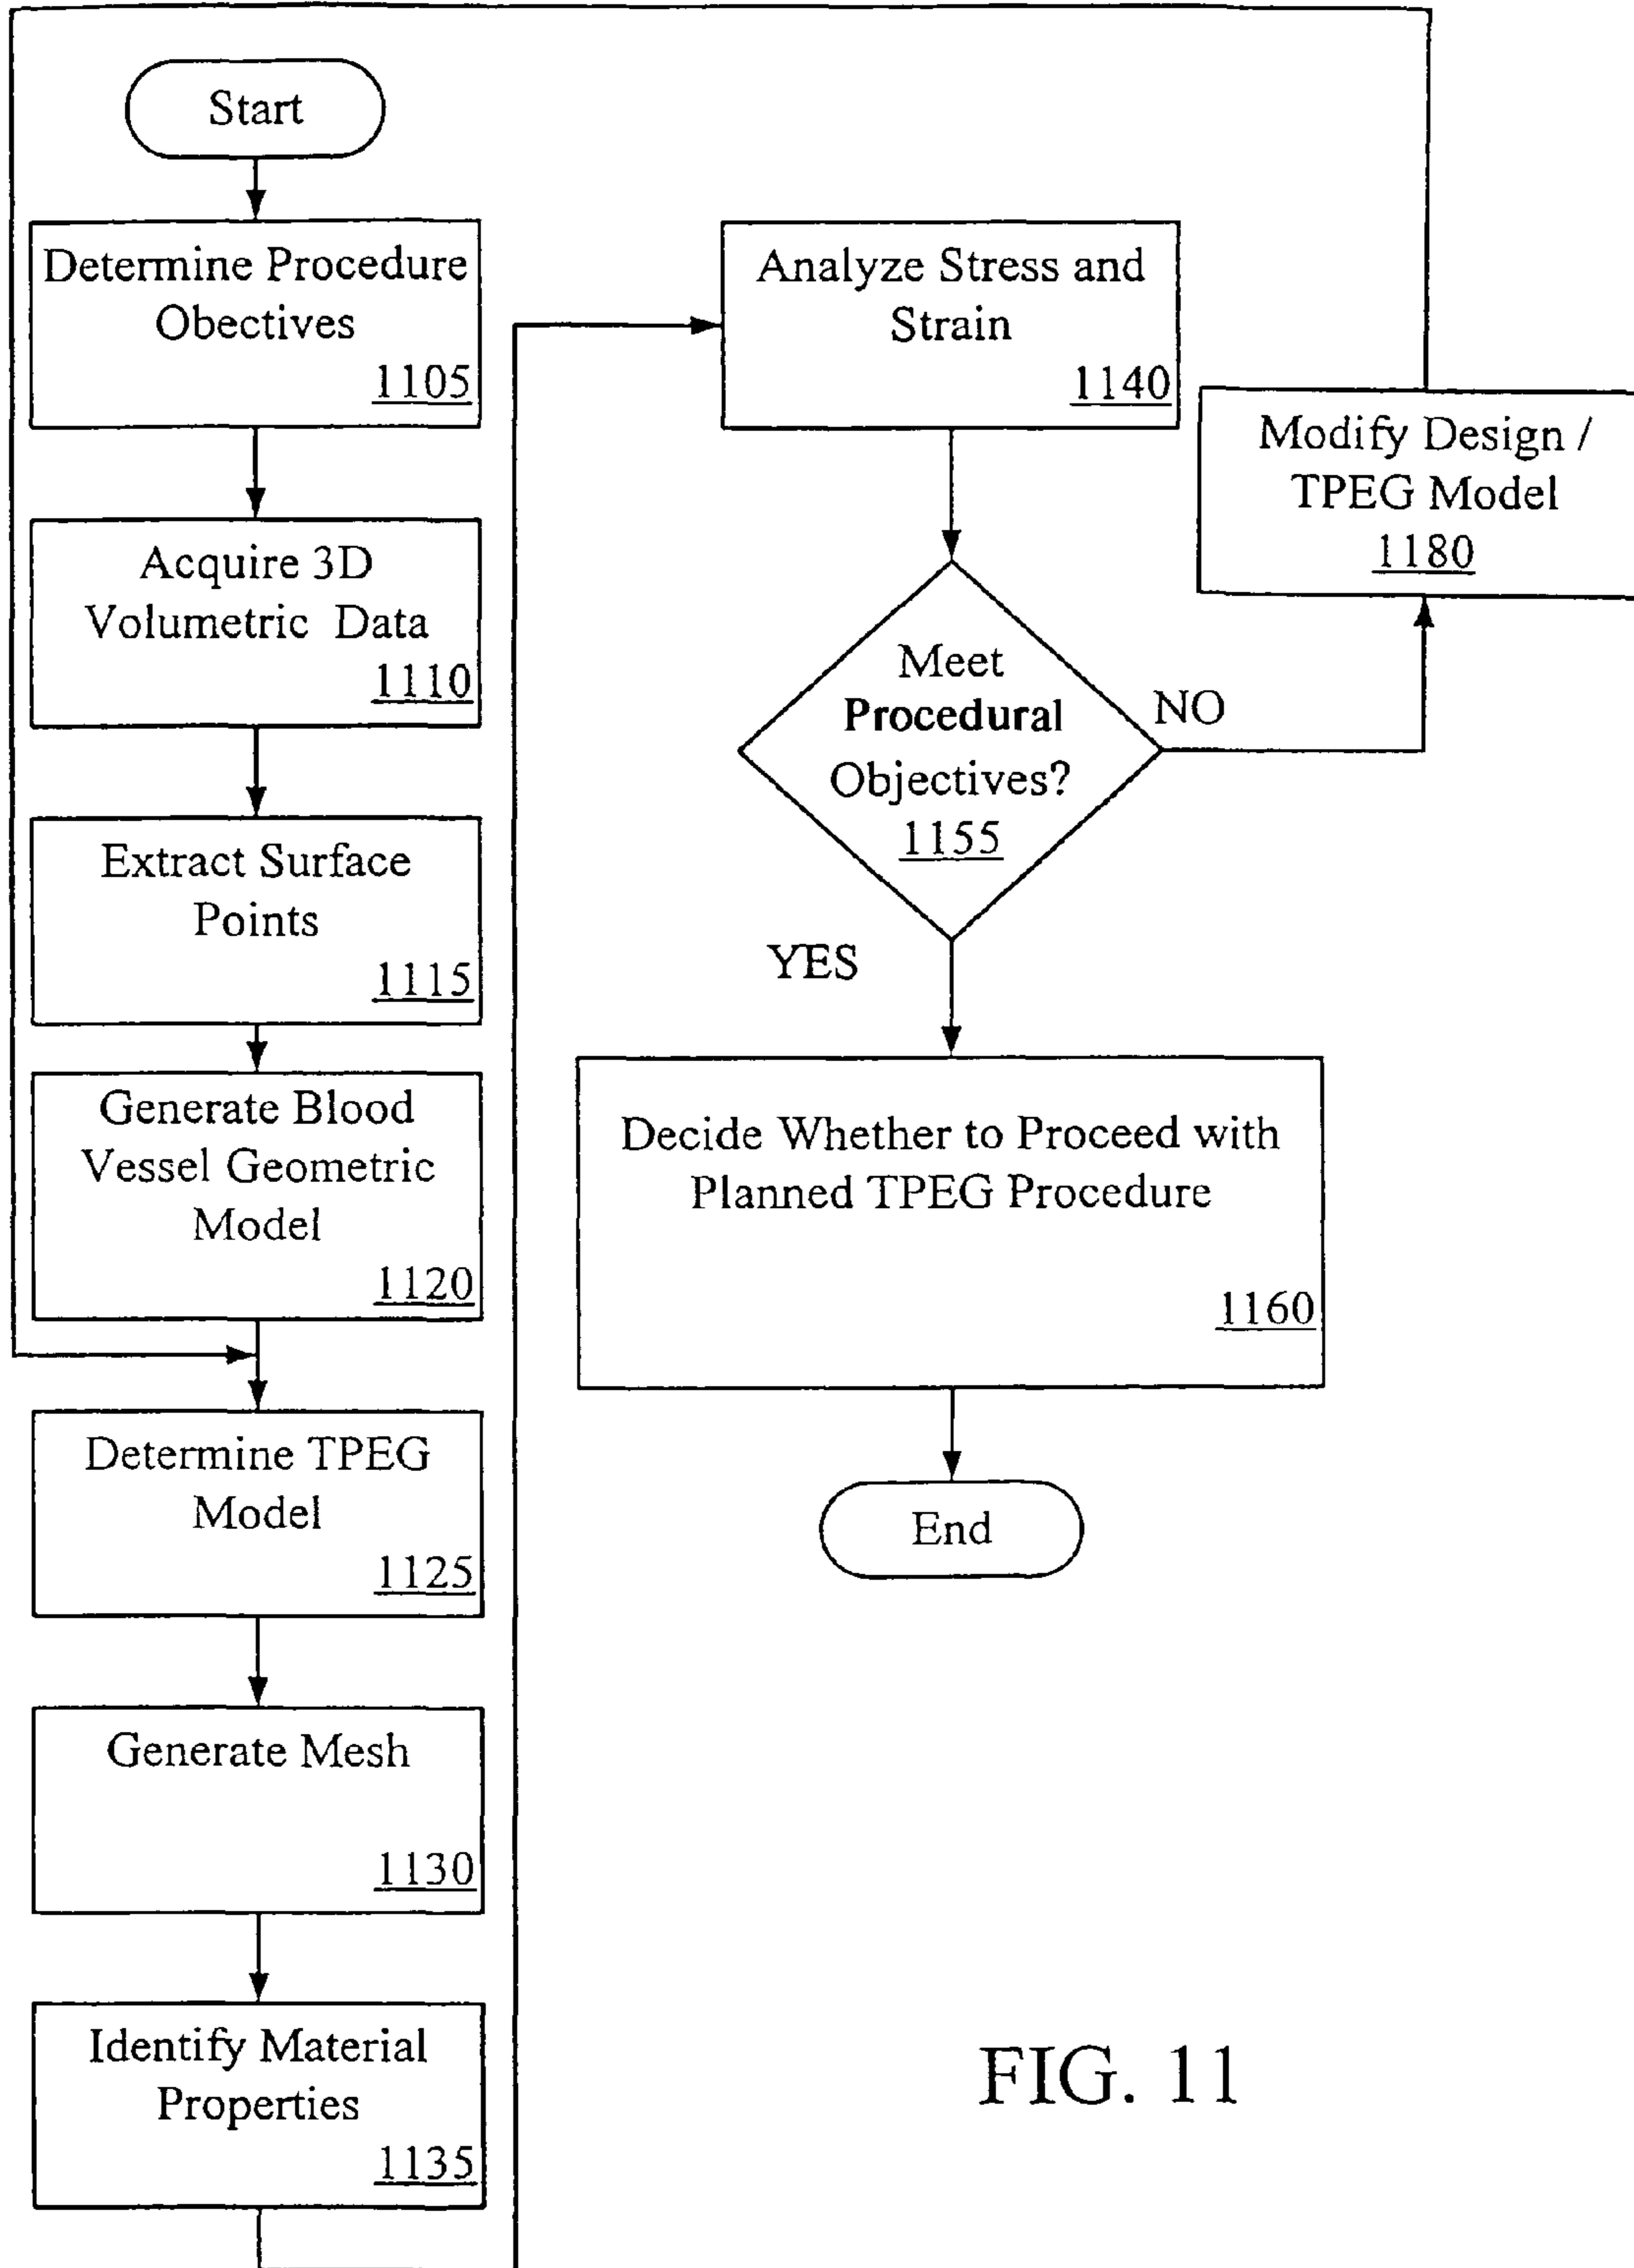 Start
Determine Procedure
Obectives
1105
Acquire 3D
Volumetric Data
1110
Extract Surface
Points
1115
Generate Blood
Vessel Geometric
Model
1120
Determine TPEG
Model
1125
Generate Mesh
1130
Identify Material
Properties
1135
Analyze Stress and
Strain
1140
Meet
Procedural
Objectives?
1155
NO
YES
Modify Design /
TPEG Model
1180
Decide Whether to Proceed with
Planned TPEG Procedure
1160
End
FIG. 11